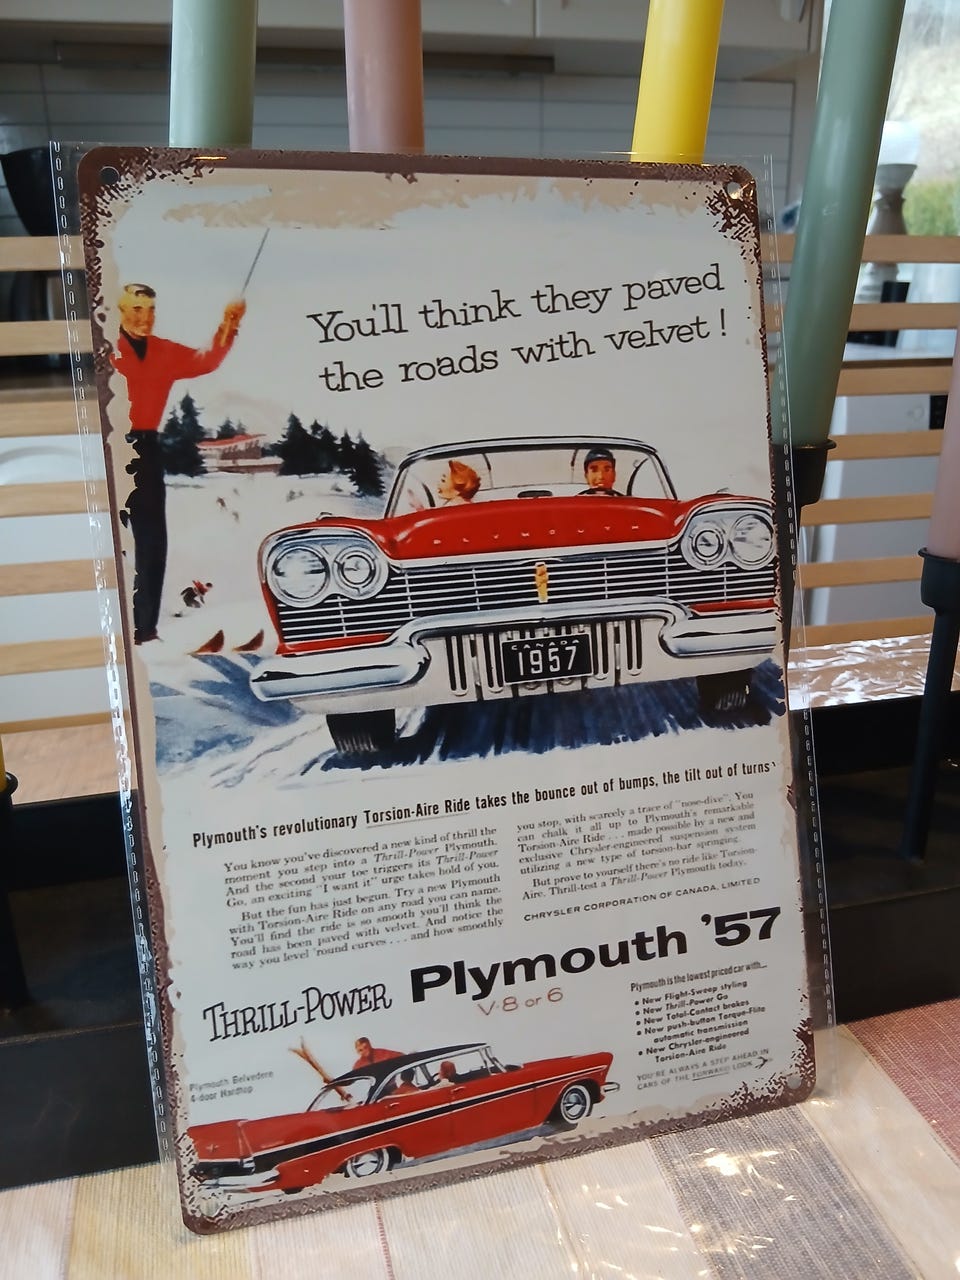 You'll think they paved
the roads with velvet !
PLYMOUTH
CANADA
1957
Plymouth's revolutionary Torsion-Aire Ride takes the bounce out of bumps, the tilt out of turns
You know you've discovered a new kind of thrill the
moment you step into a Thrill-Power Plymouth.
And the second your toe triggers its Thrill-Power
Go, an exciting "I want it" urge takes hold of you.
But the fun has just begun. Try a new Plymouth
with Torsion-Aire Ride on any road you can name.
You'll find the ride is so smooth you'll think the
road has been paved with velvet. And notice the
way you level 'round curves . . . and how smoothly
you stop, with scarcely a trace of "nose-dive". You
can chalk it all up to Plymouth's remarkable
Torsion-Aire Ride . . . made possible by a new and
exclusive Chrysler-engineered suspension system
utilizing a new type of torsion-bar springing.
But prove to yourself there's no ride like Torsion-
Aire. Thrill-test a Thrill-Power Plymouth today.
CHRYSLER CORPORATION OF CANADA, LIMITED
THRILL-POWER Plymouth '57
V-8 or 6
Plymouth is the lowest priced car with...
• New Flight-Sweep styling
• New Thrill-Power Go
• New Total-Contact brakes
• New push-button Torque-Flite
automatic transmission
• New Chrysler-engineered
Torsion-Aire Ride
YOU'RE ALWAYS A STEP AHEAD IN
CARS OF THE FORWARD LOOK
Plymouth Belvedere
4-door Hardtop